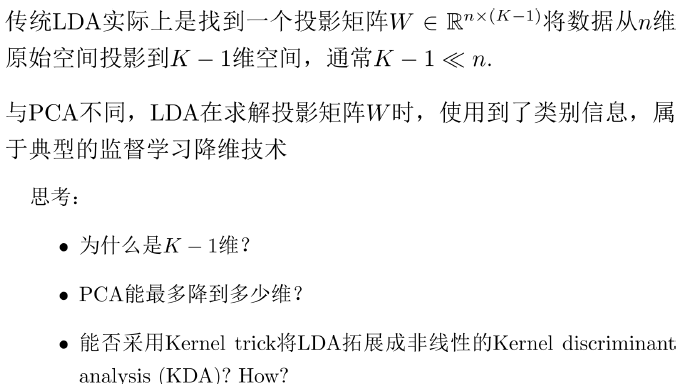 传统LDA实际上是找到一个投影矩阵$W \in \mathbb{R}^{n\times(K-1)}$将数据从$n$维
原始空间投影到$K-1$维空间，通常$K-1 \ll n$.
与PCA不同，LDA在求解投影矩阵$W$时，使用到了类别信息，属
于典型的监督学习降维技术
思考：
• 为什么是$K-1$维？
• PCA能最多降到多少维？
• 能否采用Kernel trick将LDA拓展成非线性的Kernel discriminant
analysis (KDA)? How?